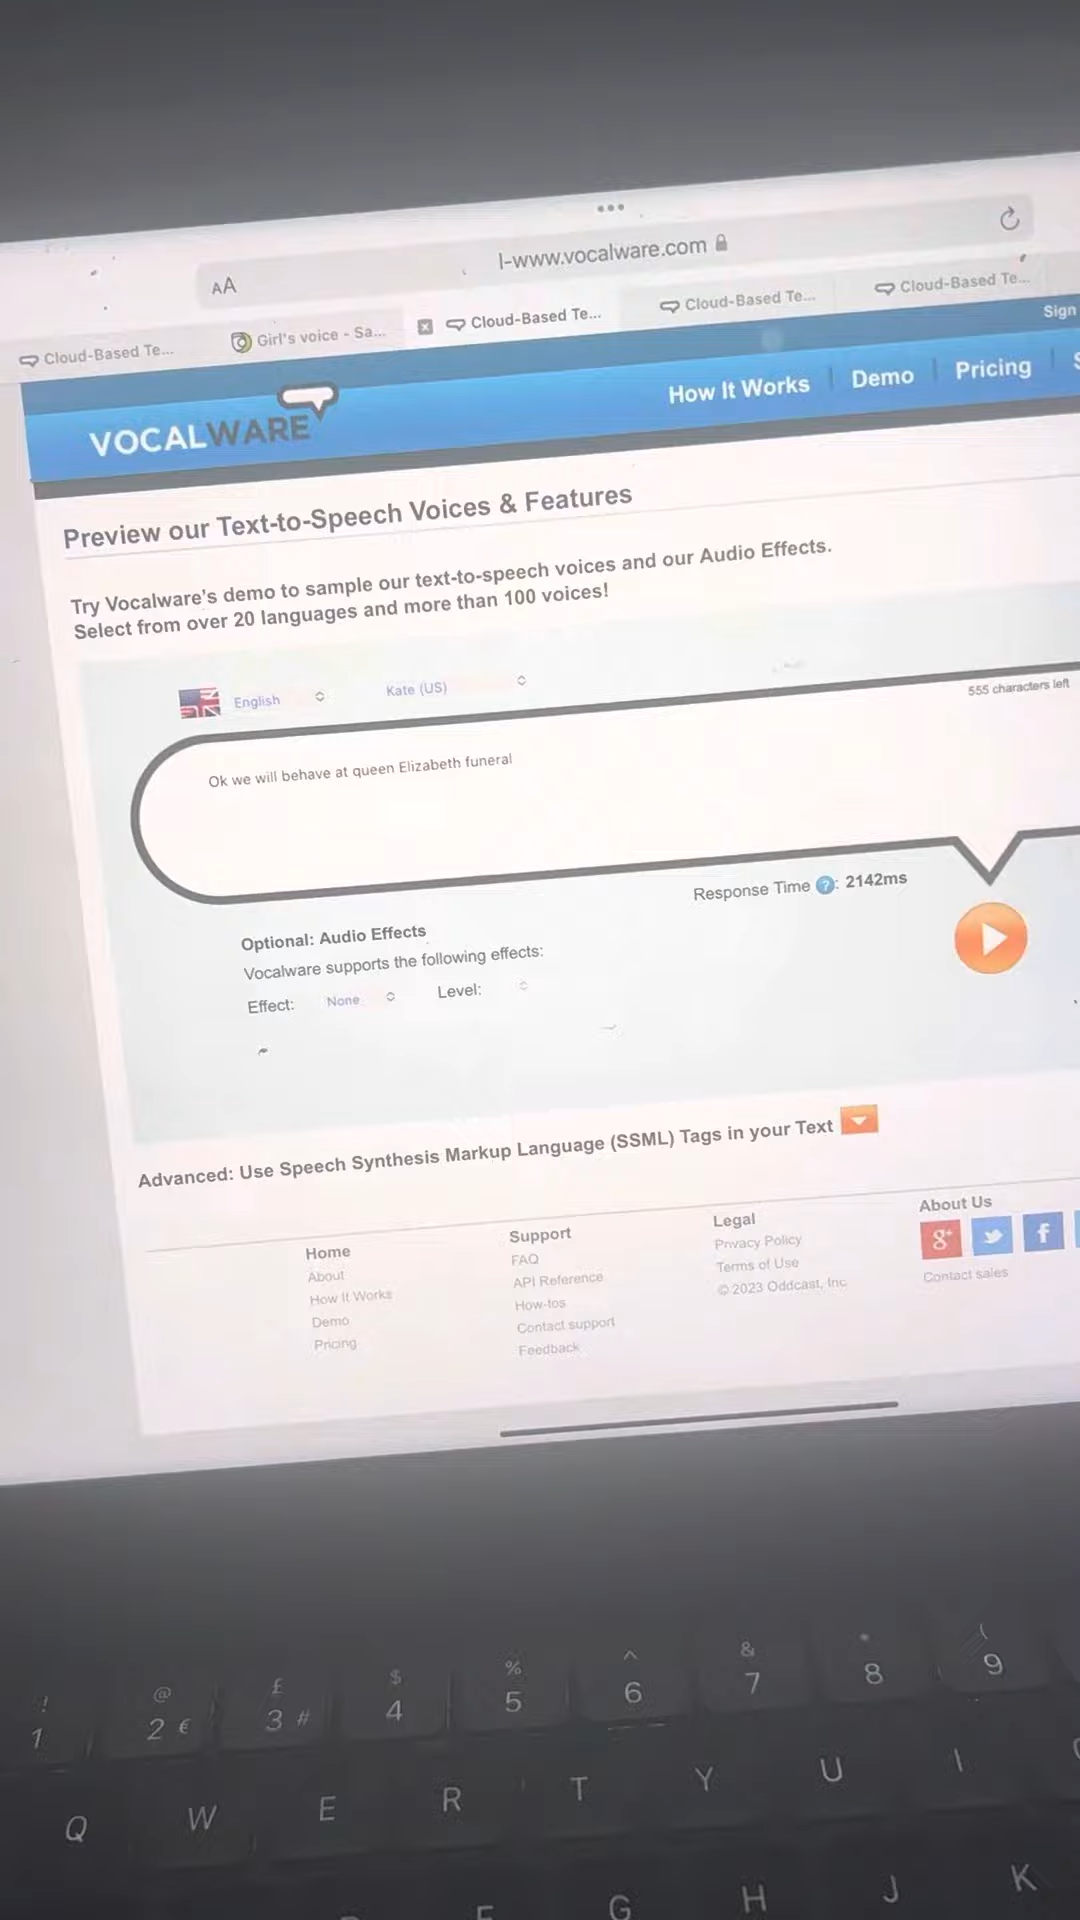 •••
AA
l-www.vocalware.com
Cloud-Based Te...
Girl's voice - Sa...
Cloud-Based Te...
Cloud-Based Te...
Cloud-Based Te...
Sign
VOCALWARE
How It Works
Demo
Pricing
S
Preview our Text-to-Speech Voices & Features
Try Vocalware's demo to sample our text-to-speech voices and our Audio Effects.
Select from over 20 languages and more than 100 voices!
English
Kate (US)
555 characters left
Ok we will behave at queen Elizabeth funeral
Response Time ?: 2142ms
Optional: Audio Effects
Vocalware supports the following effects:
Effect: None Level:
Advanced: Use Speech Synthesis Markup Language (SSML) Tags in your Text
Home
About
How It Works
Demo
Pricing
Support
FAQ
API Reference
How-tos
Contact support
Feedback
Legal
Privacy Policy
Terms of Use
© 2023 Oddcast, Inc
About Us
g+ f
Contact sales
! @ £ $ % ^ & * (
1 2 € 3 # 4 5 6 7 8 9
Q W E R T Y U I
G H J K